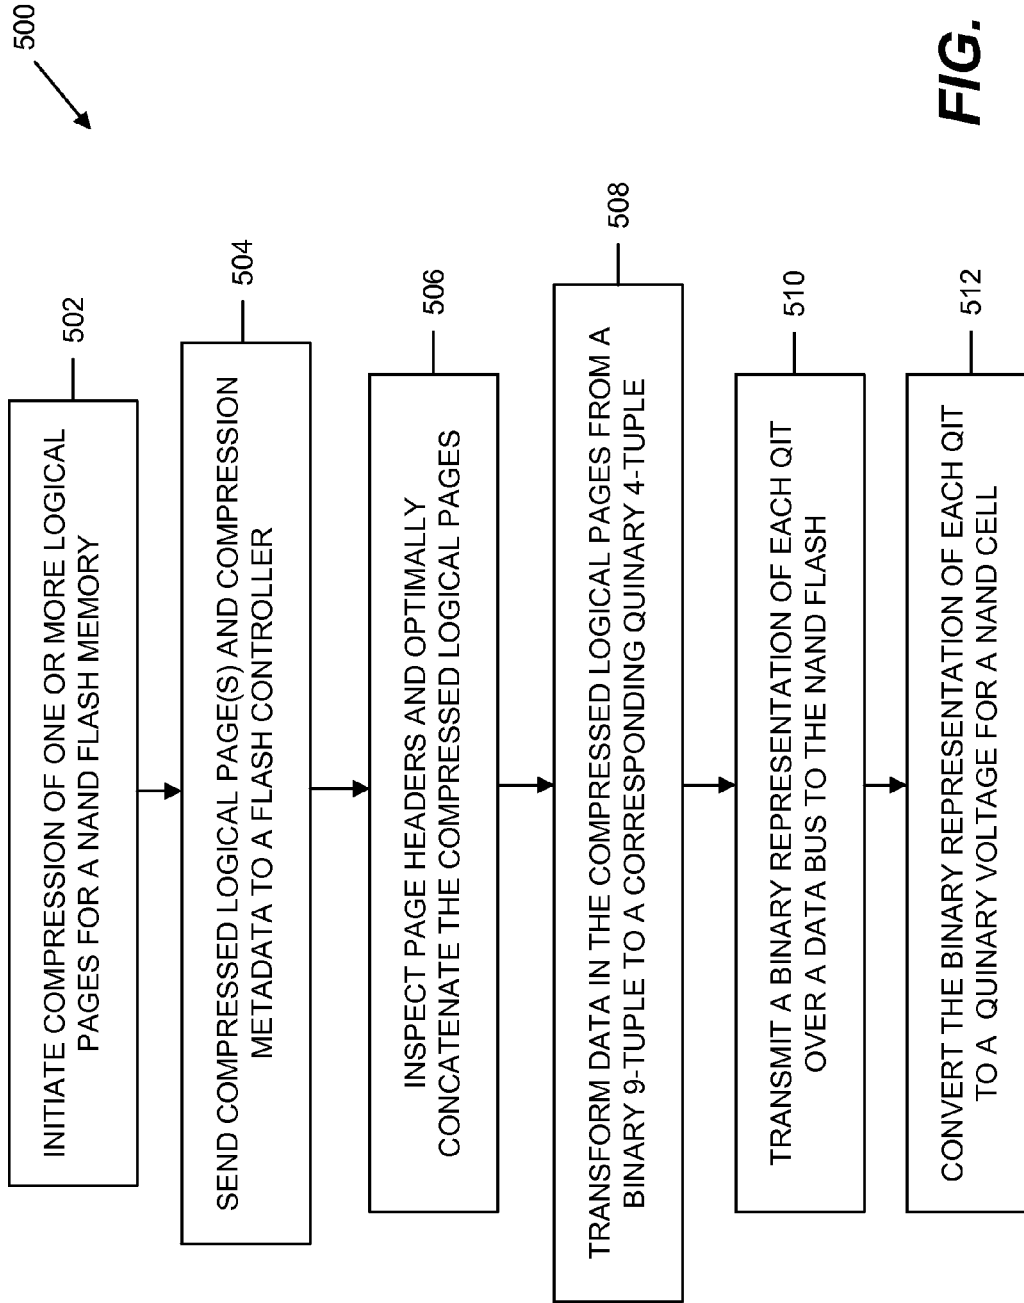 500
502
INITIATE COMPRESSION OF ONE OR MORE LOGICAL
PAGES FOR A NAND FLASH MEMORY
504
SEND COMPRESSED LOGICAL PAGE(S) AND COMPRESSION
METADATA TO A FLASH CONTROLLER
506
INSPECT PAGE HEADERS AND OPTIMALLY
CONCATENATE THE COMPRESSED LOGICAL PAGES
508
TRANSFORM DATA IN THE COMPRESSED LOGICAL PAGES FROM A
BINARY 9-TUPLE TO A CORRESPONDING QUINARY 4-TUPLE
510
TRANSMIT A BINARY REPRESENTATION OF EACH QIT
OVER A DATA BUS TO THE NAND FLASH
512
CONVERT THE BINARY REPRESENTATION OF EACH QIT
TO A QUINARY VOLTAGE FOR A NAND CELL
FIG.